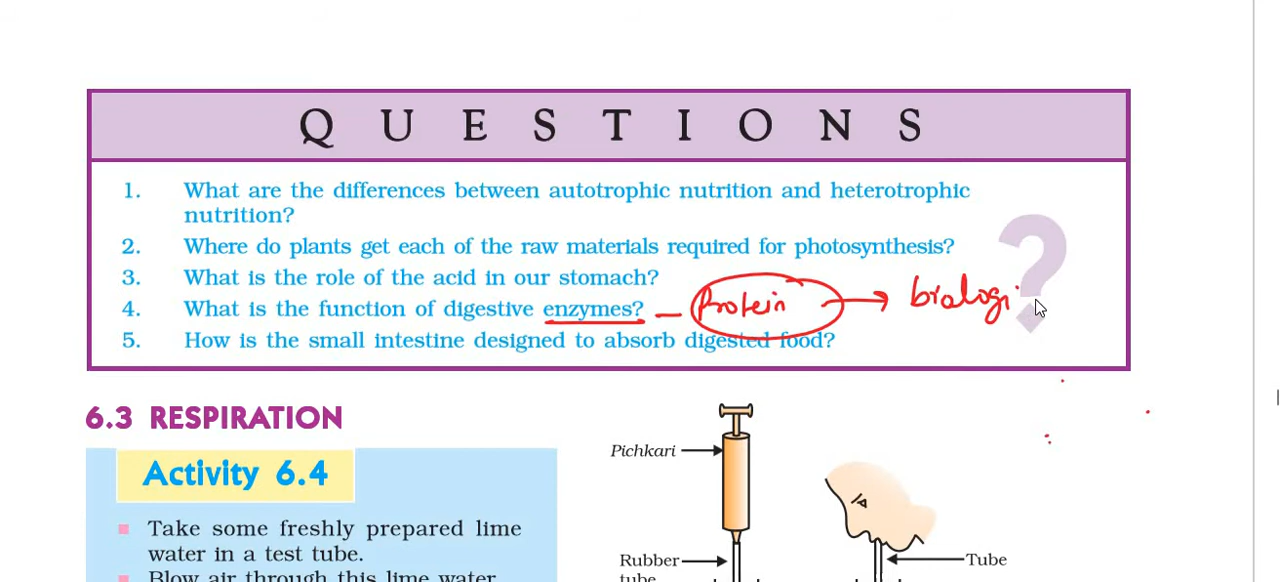 QUESTIONS
1. What are the differences between autotrophic nutrition and heterotrophic
nutrition?
2. Where do plants get each of the raw materials required for photosynthesis?
3. What is the role of the acid in our stomach?
4. What is the function of digestive enzymes? – Protein → biologi
5. How is the small intestine designed to absorb digested food?
?
6.3 RESPIRATION
Activity 6.4
Take some freshly prepared lime
water in a test tube.
Blow air through this lime water
Pichkari
Rubber
tube
Tube